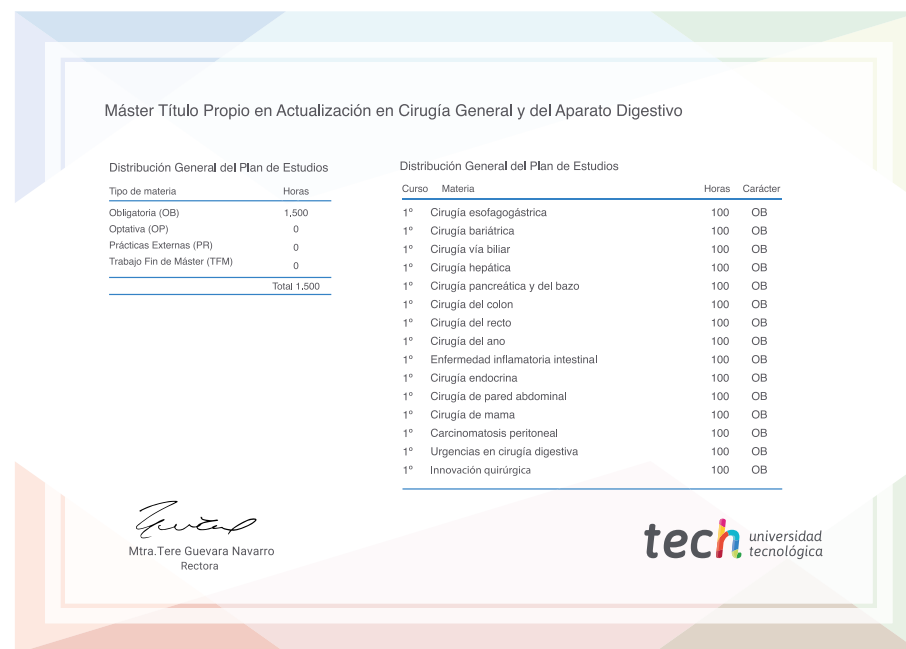 Máster Título Propio en Actualización en Cirugía General y del Aparato Digestivo
Distribución General del Plan de Estudios
Tipo de materia Horas
Obligatoria (OB) 1,500
Optativa (OP) 0
Prácticas Externas (PR) 0
Trabajo Fin de Máster (TFM) 0
Total 1.500
Distribución General del Plan de Estudios
Curso Materia Horas Carácter
1º Cirugía esofagogástrica 100 OB
1º Cirugía bariátrica 100 OB
1º Cirugía vía biliar 100 OB
1º Cirugía hepática 100 OB
1º Cirugía pancreática y del bazo 100 OB
1º Cirugía del colon 100 OB
1º Cirugía del recto 100 OB
1º Cirugía del ano 100 OB
1º Enfermedad inflamatoria intestinal 100 OB
1º Cirugía endocrina 100 OB
1º Cirugía de pared abdominal 100 OB
1º Cirugía de mama 100 OB
1º Carcinomatosis peritoneal 100 OB
1º Urgencias en cirugía digestiva 100 OB
1º Innovación quirúrgica 100 OB
Mtra.Tere Guevara Navarro
Rectora
tech universidad
tecnológica